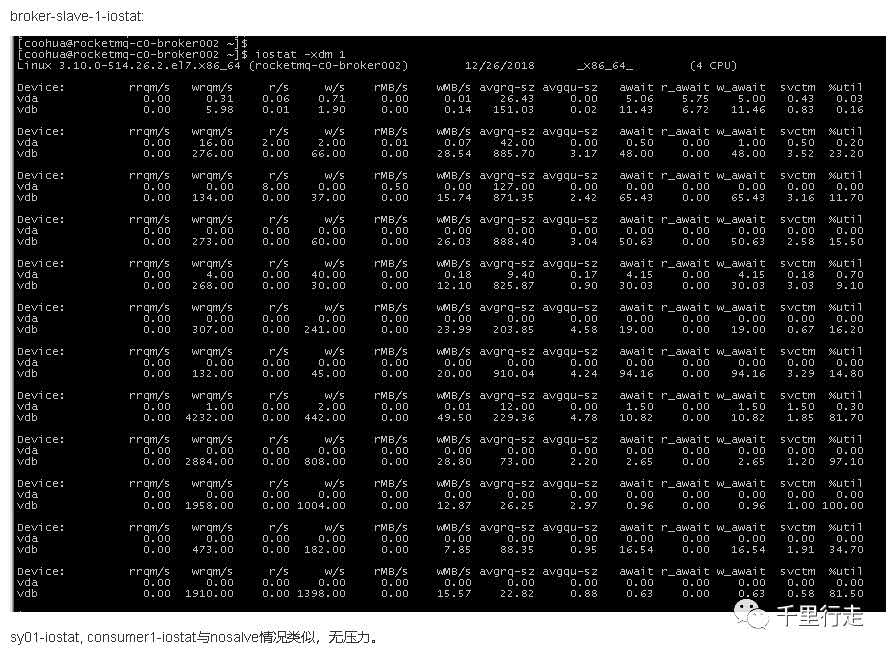 broker-slave-1-iostat:
[coohua@rocketmq-c0-broker002 ~]$
[coohua@rocketmq-c0-broker002 ~]$ iostat -xdm 1
Linux 3.10.0-514.26.2.el7.x86_64 (rocketmq-c0-broker002) 12/26/2018 _x86_64_ (4 CPU)
Device: rrqm/s wrqm/s r/s w/s rMB/s wMB/s avgrq-sz avgqu-sz await r_await w_await svctm %util
vda 0.00 0.31 0.06 0.71 0.00 0.01 26.43 0.00 5.06 5.75 5.00 0.43 0.03
vdb 0.00 5.98 0.01 1.90 0.00 0.14 151.03 0.02 11.43 6.72 11.46 0.83 0.16
Device: rrqm/s wrqm/s r/s w/s rMB/s wMB/s avgrq-sz avgqu-sz await r_await w_await svctm %util
vda 0.00 16.00 2.00 2.00 0.01 0.07 42.00 0.00 0.50 0.00 1.00 0.50 0.20
vdb 0.00 276.00 0.00 66.00 0.00 28.54 885.70 3.17 48.00 0.00 48.00 3.52 23.20
Device: rrqm/s wrqm/s r/s w/s rMB/s wMB/s avgrq-sz avgqu-sz await r_await w_await svctm %util
vda 0.00 0.00 8.00 0.00 0.50 0.00 127.00 0.00 0.00 0.00 0.00 0.00 0.00
vdb 0.00 134.00 0.00 37.00 0.00 15.74 871.35 2.42 65.43 0.00 65.43 3.16 11.70
Device: rrqm/s wrqm/s r/s w/s rMB/s wMB/s avgrq-sz avgqu-sz await r_await w_await svctm %util
vda 0.00 0.00 0.00 0.00 0.00 0.00 0.00 0.00 0.00 0.00 0.00 0.00 0.00
vdb 0.00 273.00 0.00 60.00 0.00 26.03 888.40 3.04 50.63 0.00 50.63 2.58 15.50
Device: rrqm/s wrqm/s r/s w/s rMB/s wMB/s avgrq-sz avgqu-sz await r_await w_await svctm %util
vda 0.00 4.00 0.00 40.00 0.00 0.18 9.40 0.17 4.15 0.00 4.15 0.18 0.70
vdb 0.00 268.00 0.00 30.00 0.00 12.10 825.87 0.90 30.03 0.00 30.03 3.03 9.10
Device: rrqm/s wrqm/s r/s w/s rMB/s wMB/s avgrq-sz avgqu-sz await r_await w_await svctm %util
vda 0.00 0.00 0.00 0.00 0.00 0.00 0.00 0.00 0.00 0.00 0.00 0.00 0.00
vdb 0.00 307.00 0.00 241.00 0.00 23.99 203.85 4.58 19.00 0.00 19.00 0.67 16.20
Device: rrqm/s wrqm/s r/s w/s rMB/s wMB/s avgrq-sz avgqu-sz await r_await w_await svctm %util
vda 0.00 0.00 0.00 0.00 0.00 0.00 0.00 0.00 0.00 0.00 0.00 0.00 0.00
vdb 0.00 132.00 0.00 45.00 0.00 20.00 910.04 4.24 94.16 0.00 94.16 3.29 14.80
Device: rrqm/s wrqm/s r/s w/s rMB/s wMB/s avgrq-sz avgqu-sz await r_await w_await svctm %util
vda 0.00 1.00 0.00 2.00 0.00 0.01 12.00 0.00 1.50 0.00 1.50 1.50 0.30
vdb 0.00 4232.00 0.00 442.00 0.00 49.50 229.36 4.78 10.82 0.00 10.82 1.85 81.70
Device: rrqm/s wrqm/s r/s w/s rMB/s wMB/s avgrq-sz avgqu-sz await r_await w_await svctm %util
vda 0.00 0.00 0.00 0.00 0.00 0.00 0.00 0.00 0.00 0.00 0.00 0.00 0.00
vdb 0.00 2884.00 0.00 808.00 0.00 28.80 73.00 2.20 2.65 0.00 2.65 1.20 97.10
Device: rrqm/s wrqm/s r/s w/s rMB/s wMB/s avgrq-sz avgqu-sz await r_await w_await svctm %util
vda 0.00 0.00 0.00 0.00 0.00 0.00 0.00 0.00 0.00 0.00 0.00 0.00 0.00
vdb 0.00 1958.00 0.00 1004.00 0.00 12.87 26.25 2.97 0.96 0.00 0.96 1.00 100.00
Device: rrqm/s wrqm/s r/s w/s rMB/s wMB/s avgrq-sz avgqu-sz await r_await w_await svctm %util
vda 0.00 0.00 0.00 0.00 0.00 0.00 0.00 0.00 0.00 0.00 0.00 0.00 0.00
vdb 0.00 473.00 0.00 182.00 0.00 7.85 88.35 0.95 16.54 0.00 16.54 1.91 34.70
Device: rrqm/s wrqm/s r/s w/s rMB/s wMB/s avgrq-sz avgqu-sz await r_await w_await svctm %util
vda 0.00 0.00 0.00 0.00 0.00 0.00 0.00 0.00 0.00 0.00 0.00 0.00 0.00
vdb 0.00 1910.00 0.00 1398.00 0.00 15.57 22.82 0.88 0.63 0.00 0.63 0.58 81.50
千里行走
sy01-iostat, consumer1-iostat与nosalve情况类似，无压力。